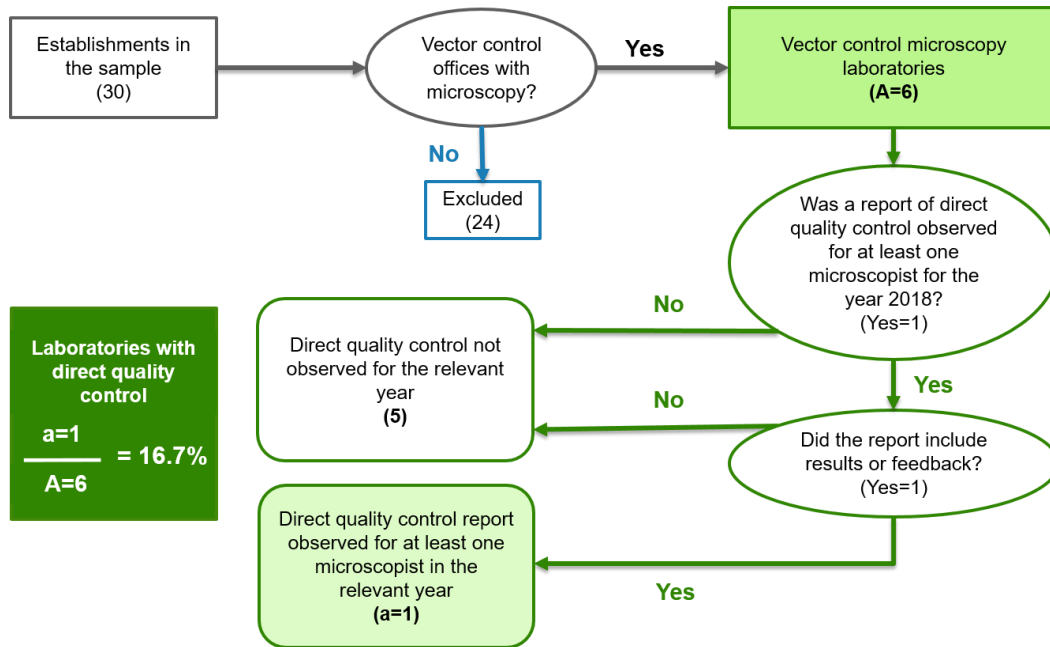 Establishments in
the sample
(30)
Vector control
offices with
microscopy?
Yes
Vector control microscopy
laboratories
(A=6)
No
Excluded
(24)
Was a report of direct
quality control observed
for at least one
microscopist for the
year 2018?
(Yes=1)
No
Direct quality control not
observed for the relevant
year
(5)
Yes
No
Did the report include
results or feedback?
(Yes=1)
Laboratories with
direct quality
control
a=1
= 16.7%
A=6
Direct quality control report
observed for at least one
microscopist in the
relevant year
(a=1)
Yes